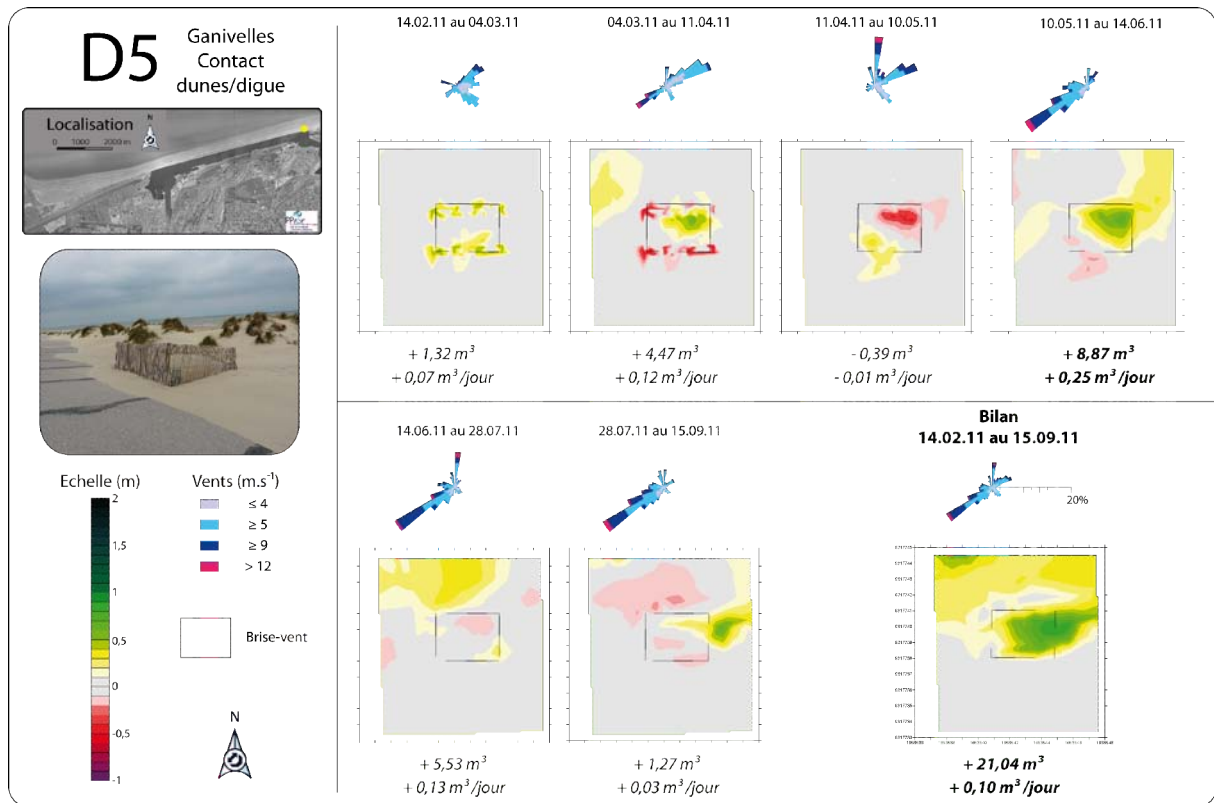 D5
Ganivelles
Contact
dunes/digue
Localisation
N
0 1000 2000 m
Echelle (m)
2
1,5
1
0,5
0
-0,5
-1
Vents (m.s⁻¹)
≤ 4
≥ 5
≥ 9
> 12
Brise-vent
N
14.02.11 au 04.03.11
04.03.11 au 11.04.11
11.04.11 au 10.05.11
10.05.11 au 14.06.11
+ 1,32 m³
+ 0,07 m³/jour
+ 4,47 m³
+ 0,12 m³/jour
- 0,39 m³
- 0,01 m³/jour
+ 8,87 m³
+ 0,25 m³/jour
14.06.11 au 28.07.11
28.07.11 au 15.09.11
Bilan
14.02.11 au 15.09.11
20%
+ 5,53 m³
+ 0,13 m³/jour
+ 1,27 m³
+ 0,03 m³/jour
+ 21,04 m³
+ 0,10 m³/jour